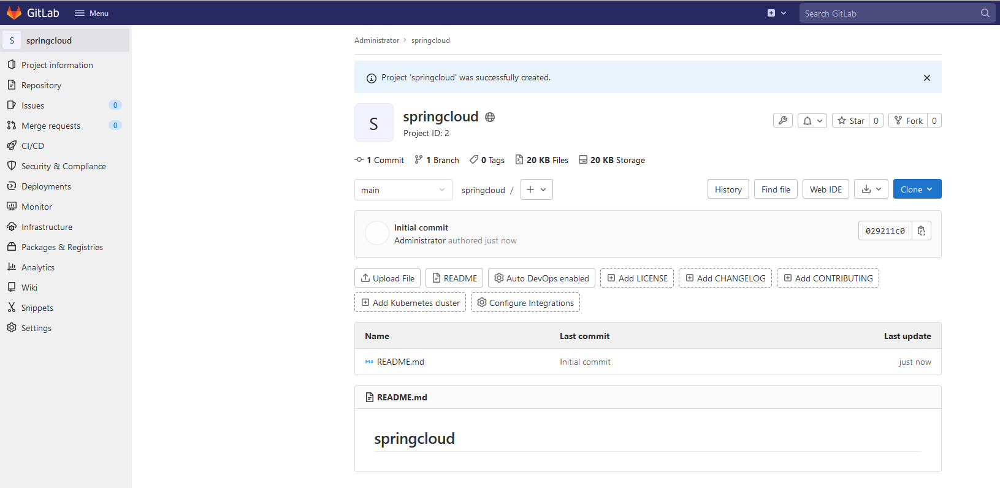 GitLab Menu Search GitLab
S springcloud
Project information
Repository
Issues 0
Merge requests 0
CI/CD
Security & Compliance
Deployments
Monitor
Infrastructure
Packages & Registries
Analytics
Wiki
Snippets
Settings
Administrator > springcloud
Project 'springcloud' was successfully created.
S
springcloud
Project ID: 2
Star 0 Fork 0
1 Commit 1 Branch 0 Tags 20 KB Files 20 KB Storage
main springcloud / + History Find file Web IDE Clone
Initial commit
Administrator authored just now
029211c0
Upload File README Auto DevOps enabled Add LICENSE Add CHANGELOG Add CONTRIBUTING
Add Kubernetes cluster Configure Integrations
Name Last commit Last update
README.md Initial commit just now
README.md
springcloud